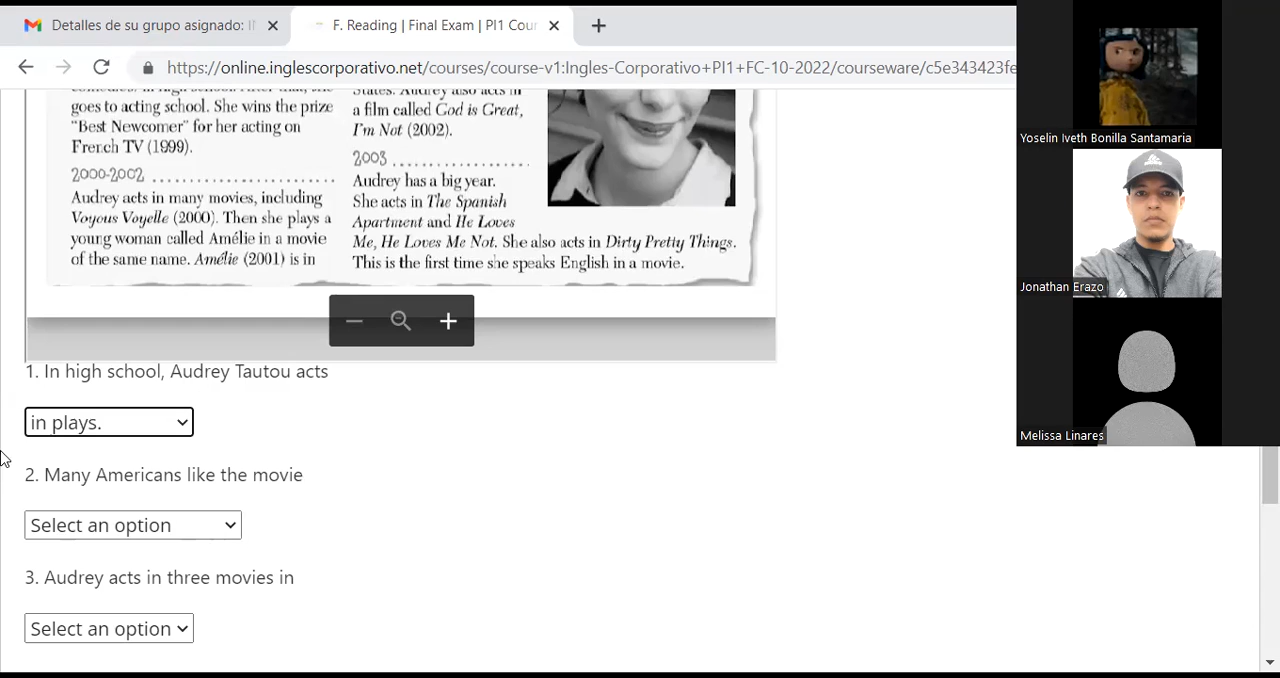 Detalles de su grupo asignado: I
F. Reading | Final Exam | PI1 Cour
https://online.inglescorporativo.net/courses/course-v1:Ingles-Corporativo+PI1+FC-10-2022/courseware/c5e343423fe
goes to acting school. She wins the prize
"Best Newcomer" for her acting on
French TV (1999).
2000-2002
Audrey acts in many movies, including
Voyous Voyelle (2000). Then she plays a
young woman called Amélie in a movie
of the same name. Amélie (2001) is in
States. Audrey also acts in
a film called God is Great,
I'm Not (2002).
2003
Audrey has a big year.
She acts in The Spanish
Apartment and He Loves
Me, He Loves Me Not. She also acts in Dirty Pretty Things.
This is the first time she speaks English in a movie.
1. In high school, Audrey Tautou acts
in plays.
2. Many Americans like the movie
Select an option
3. Audrey acts in three movies in
Select an option
Yoselin Iveth Bonilla Santamaria
Jonathan Erazo
Melissa Linares